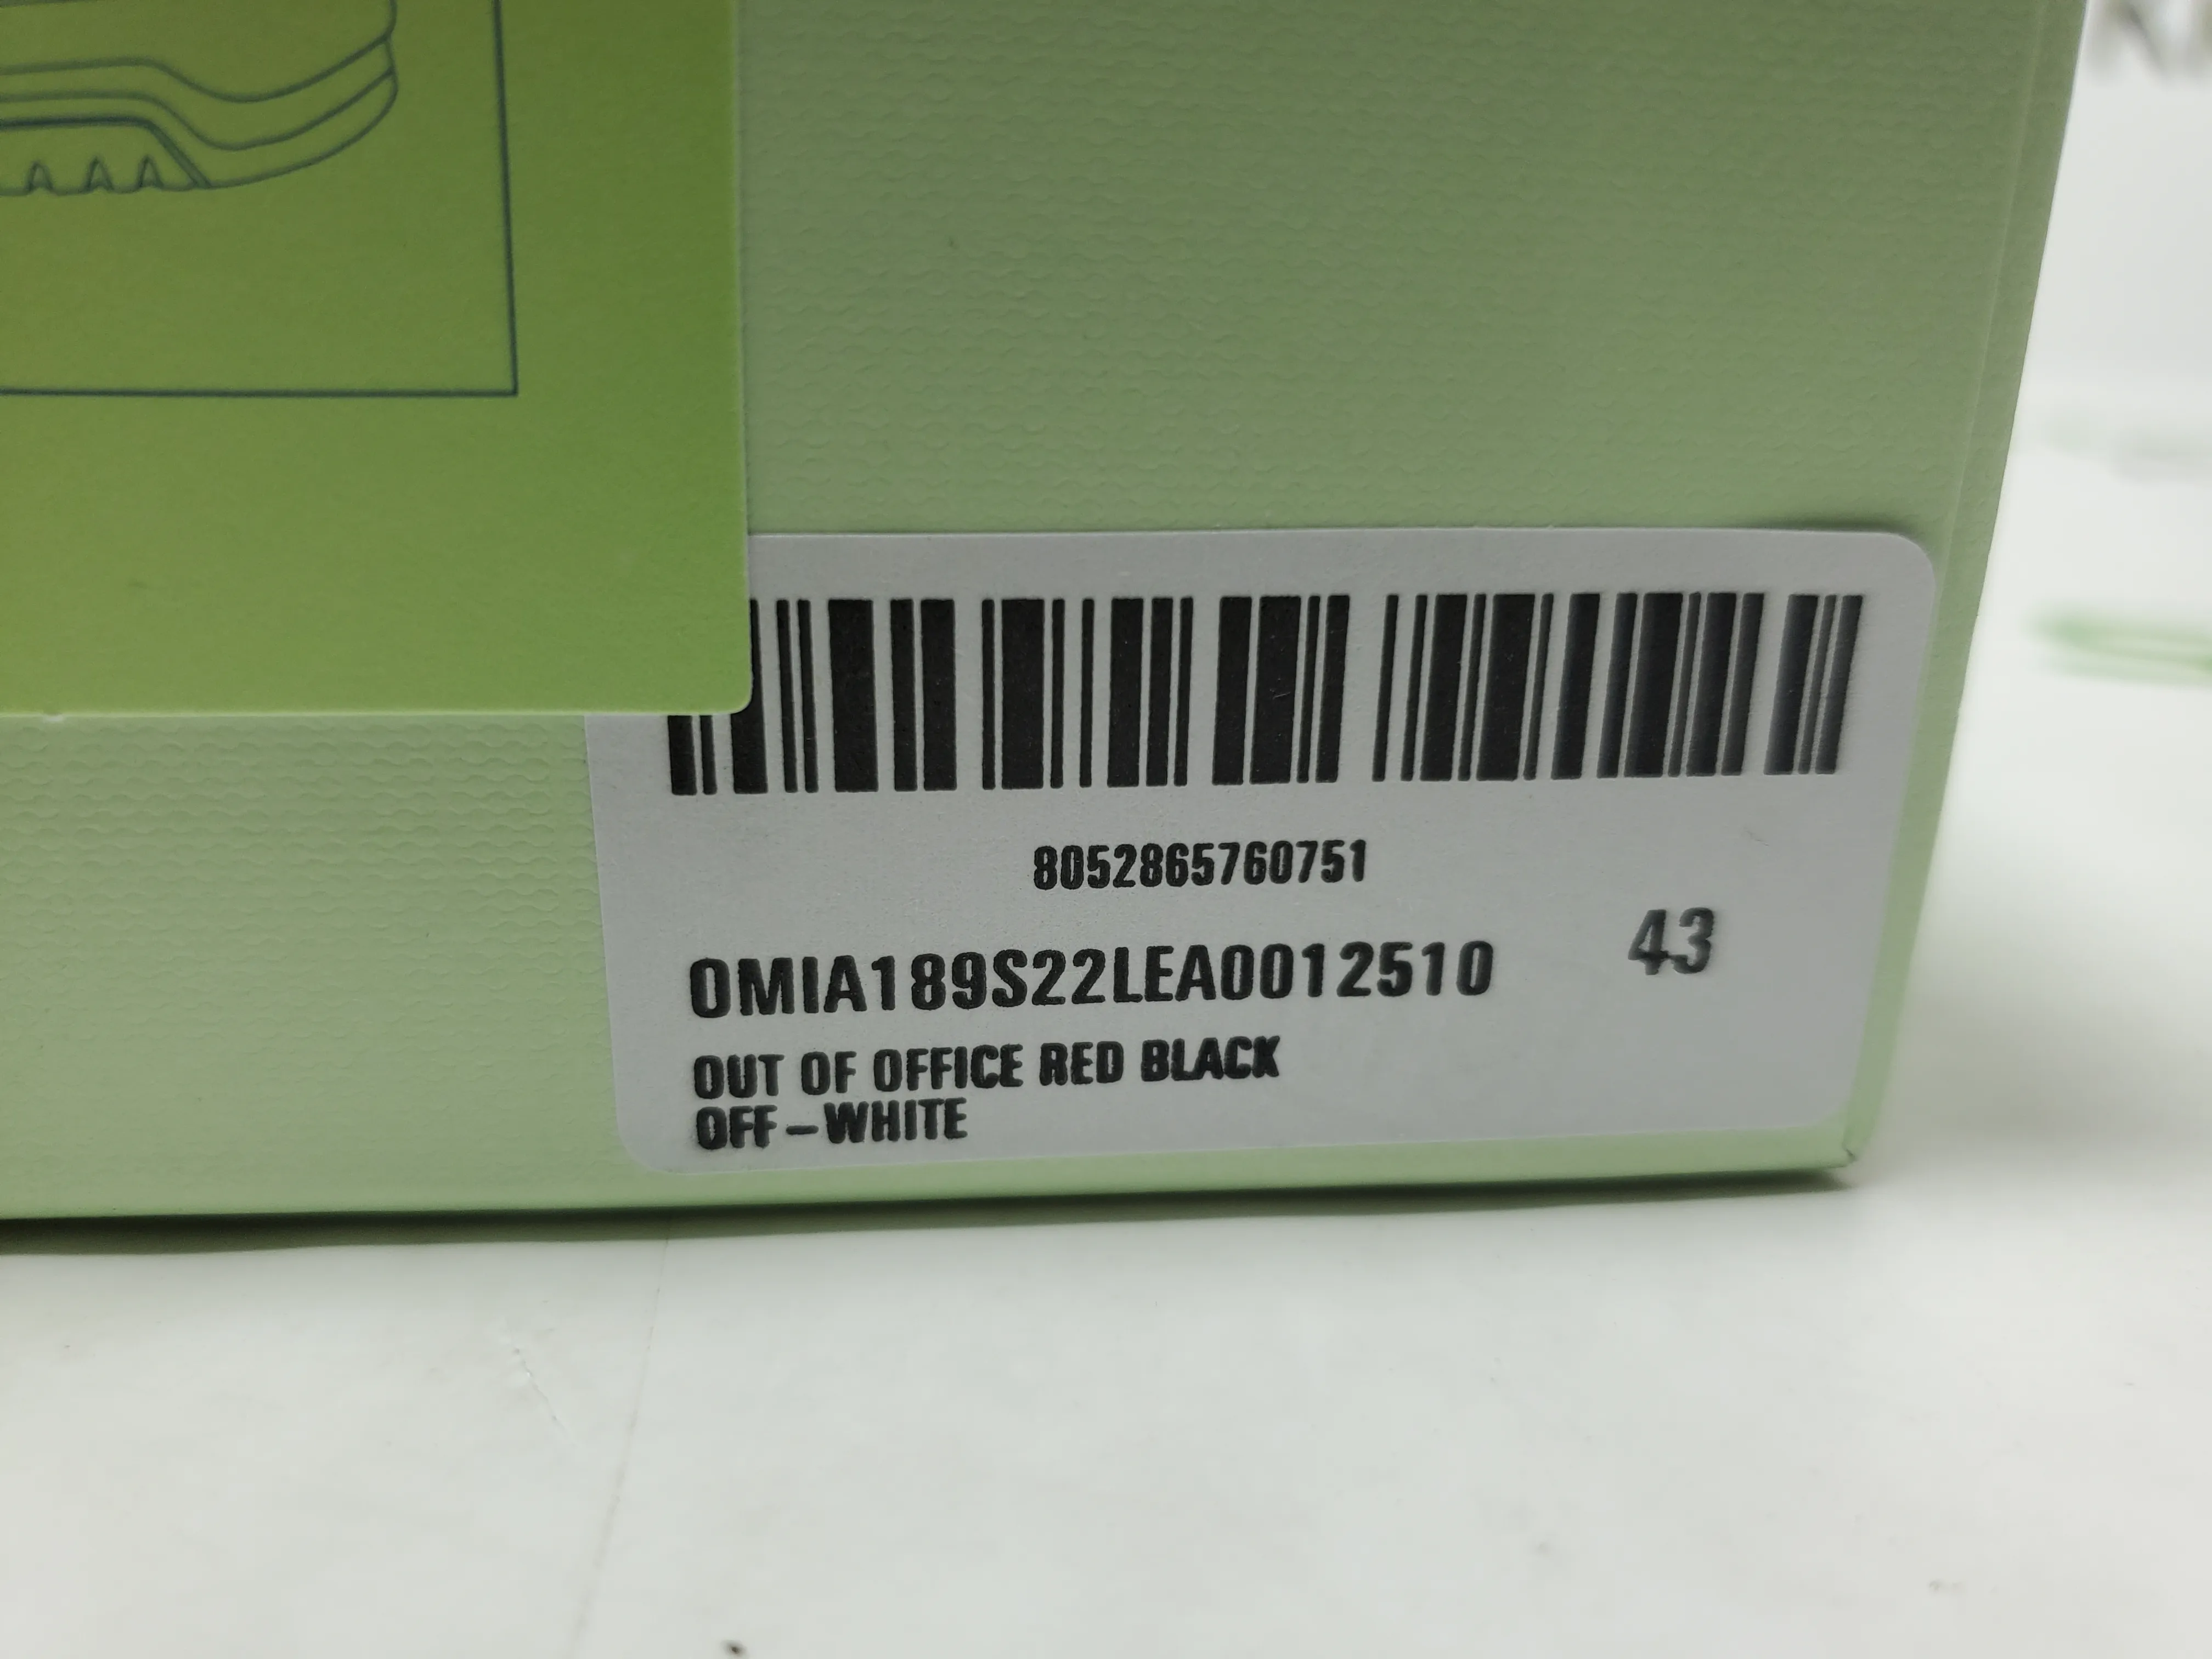 8052865760751
OMIA189S22LEA0012510
43
OUT OF OFFICE RED BLACK
OFF-WHITE